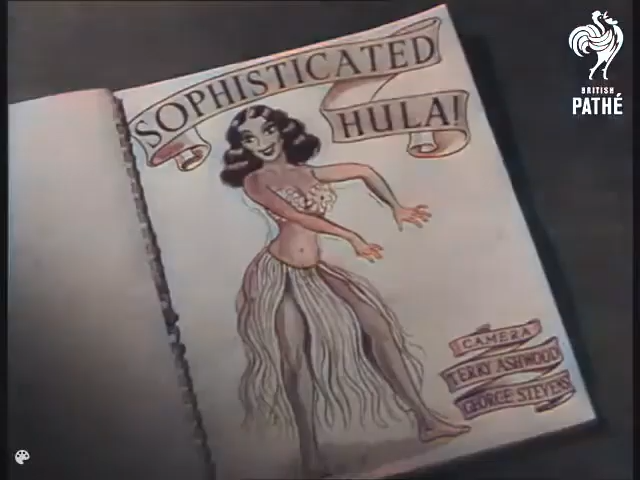 SOPHISTICATED
HULA!
CAMERA
TERRY ASHWOOD
GEORGE STEVENS
BRITISH
PATHÉ